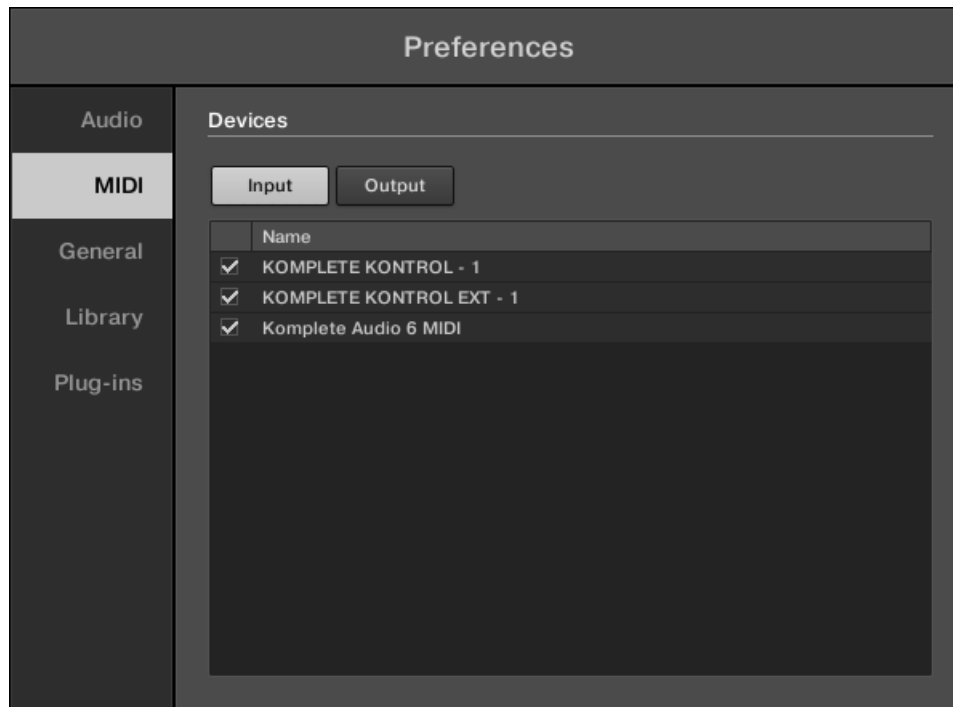 Preferences
Audio
MIDI
General
Library
Plug-ins
Devices
Input Output
Name
KOMPLETE KONTROL - 1
KOMPLETE KONTROL EXT - 1
Komplete Audio 6 MIDI